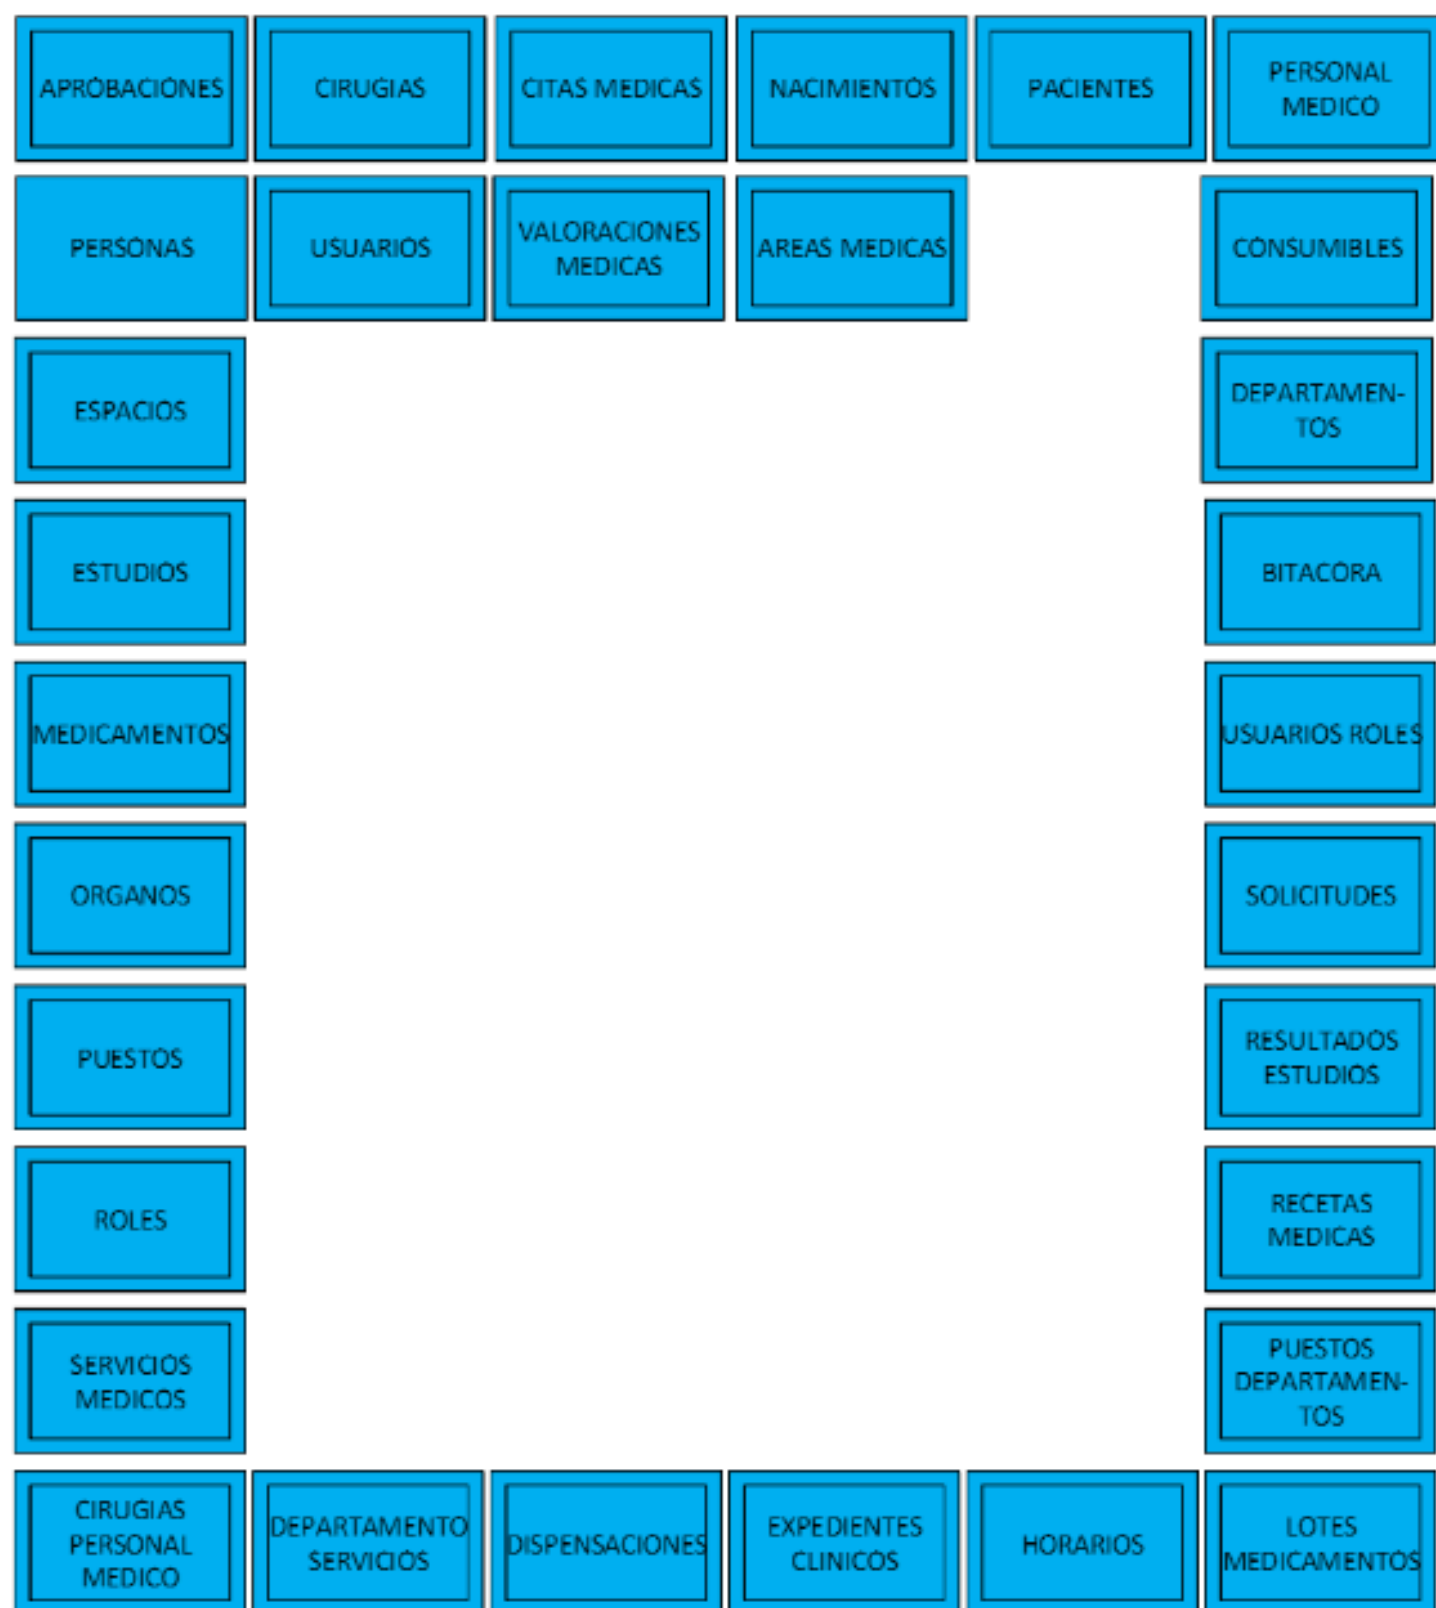 APROBACIONES
CIRUGIAS
CITAS MEDICAS
NACIMIENTOS
PACIENTES
PERSONAL
MEDICO
PERSONAS
USUARIOS
VALORACIONES
MEDICAS
AREAS MEDICAS
CONSUMIBLES
ESPACIOS
DEPARTAMEN-
TOS
ESTUDIOS
BITACORA
MEDICAMENTOS
USUARIOS ROLES
ORGANOS
SOLICITUDES
PUESTOS
RESULTADOS
ESTUDIOS
ROLES
RECETAS
MEDICAS
SERVICIOS
MEDICOS
PUESTOS
DEPARTAMEN-
TOS
CIRUGIAS
PERSONAL
MEDICO
DEPARTAMENTO
SERVICIOS
DISPENSACIONES
EXPEDIENTES
CLINICOS
HORARIOS
LOTES
MEDICAMENTOS